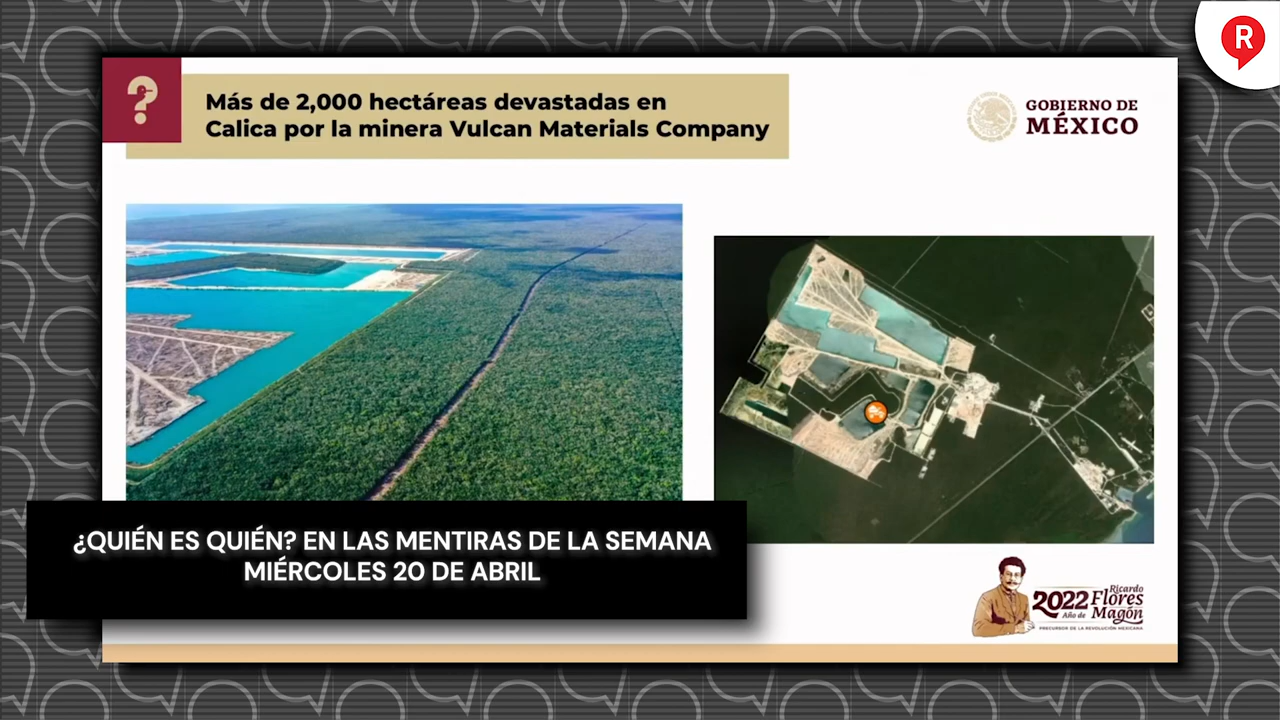 R
?
Más de 2,000 hectáreas devastadas en
Calica por la minera Vulcan Materials Company
GOBIERNO DE
MÉXICO
¿QUIÉN ES QUIÉN? EN LAS MENTIRAS DE LA SEMANA
MIÉRCOLES 20 DE ABRIL
2022 Ricardo
Año de Flores
Magón
PRECURSOR DE LA REVOLUCIÓN MEXICANA